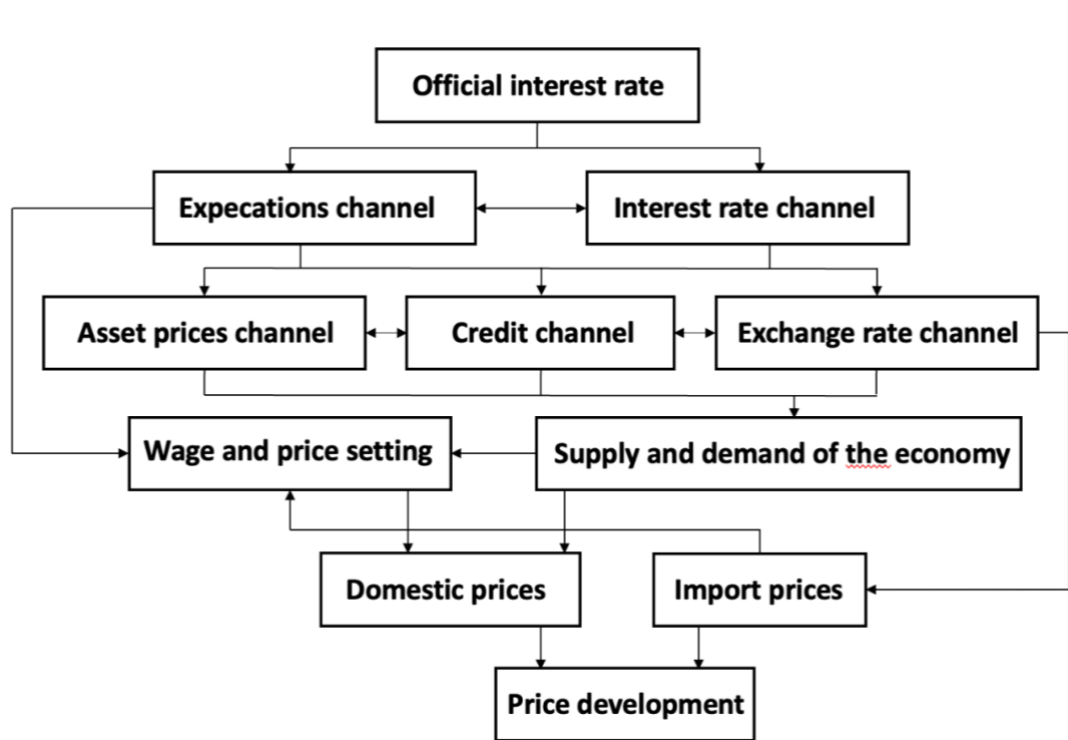 Official interest rate
Expecations channel
Interest rate channel
Asset prices channel
Credit channel
Exchange rate channel
Wage and price setting
Supply and demand of the economy
Domestic prices
Import prices
Price development